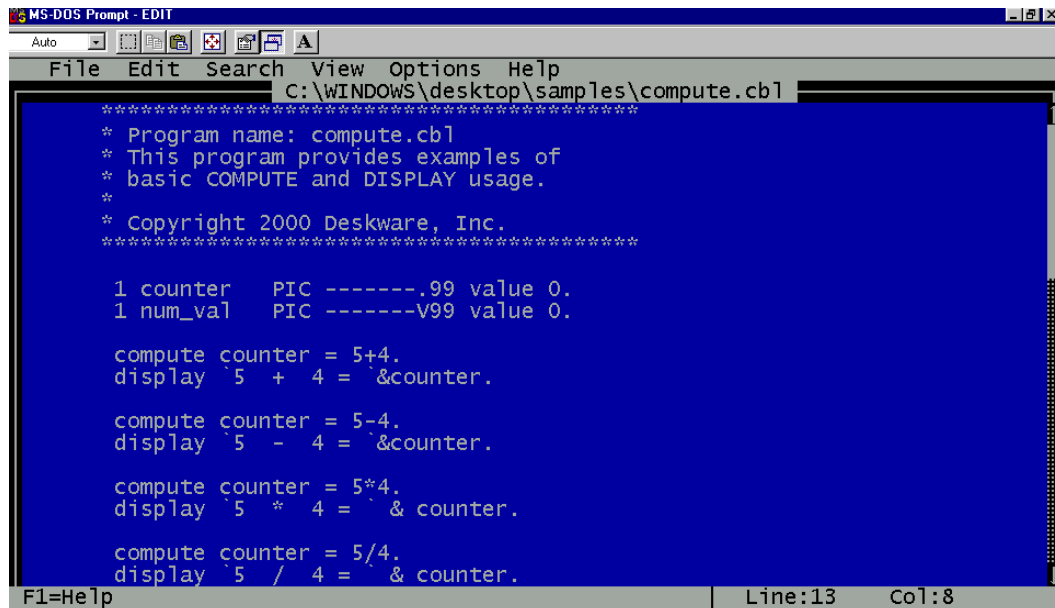 MS-DOS Prompt - EDIT
Auto A
File Edit Search View Options Help
C:\WINDOWS\desktop\samples\compute.cbl
*****************************************
* Program name: compute.cbl
* This program provides examples of
* basic COMPUTE and DISPLAY usage.
*
* Copyright 2000 Deskware, Inc.
*****************************************
1 counter   PIC -------.99 value 0.
1 num_val   PIC -------V99 value 0.
compute counter = 5+4.
display `5  +  4 = `&counter.
compute counter = 5-4.
display `5  -  4 = `&counter.
compute counter = 5*4.
display `5  *  4 = ` & counter.
compute counter = 5/4.
display `5  /  4 = ` & counter.
F1=Help Line:13 Col:8